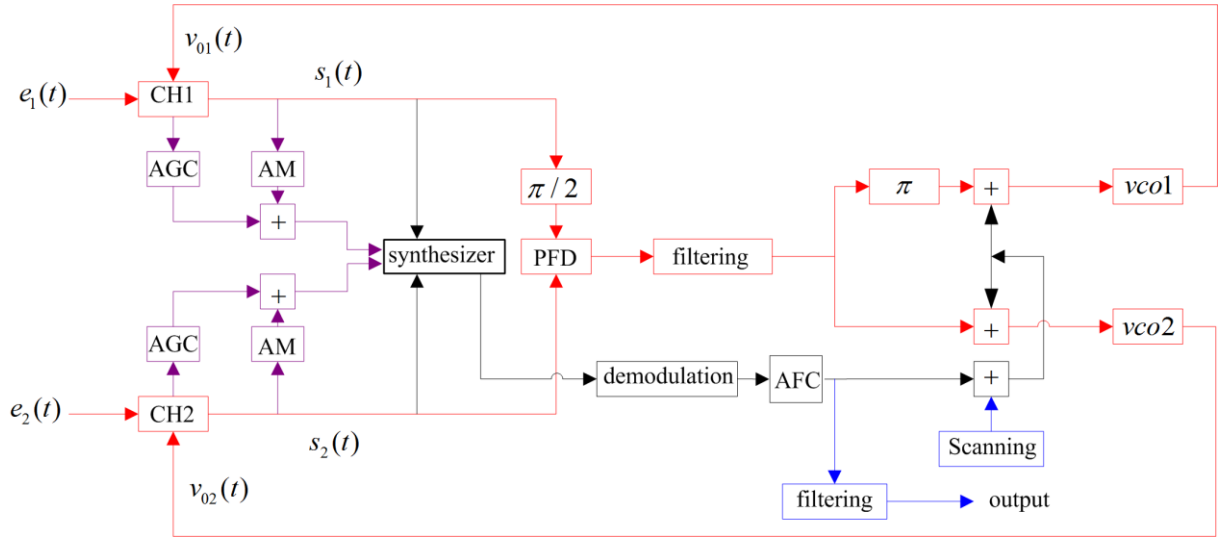 v₀₁(t)
s₁(t)
e₁(t)
CH1
AGC
AM
π / 2
π
+
vco1
+
synthesizer
PFD
filtering
+
+
vco2
AGC
AM
demodulation
AFC
+
e₂(t)
CH2
s₂(t)
Scanning
v₀₂(t)
filtering
output